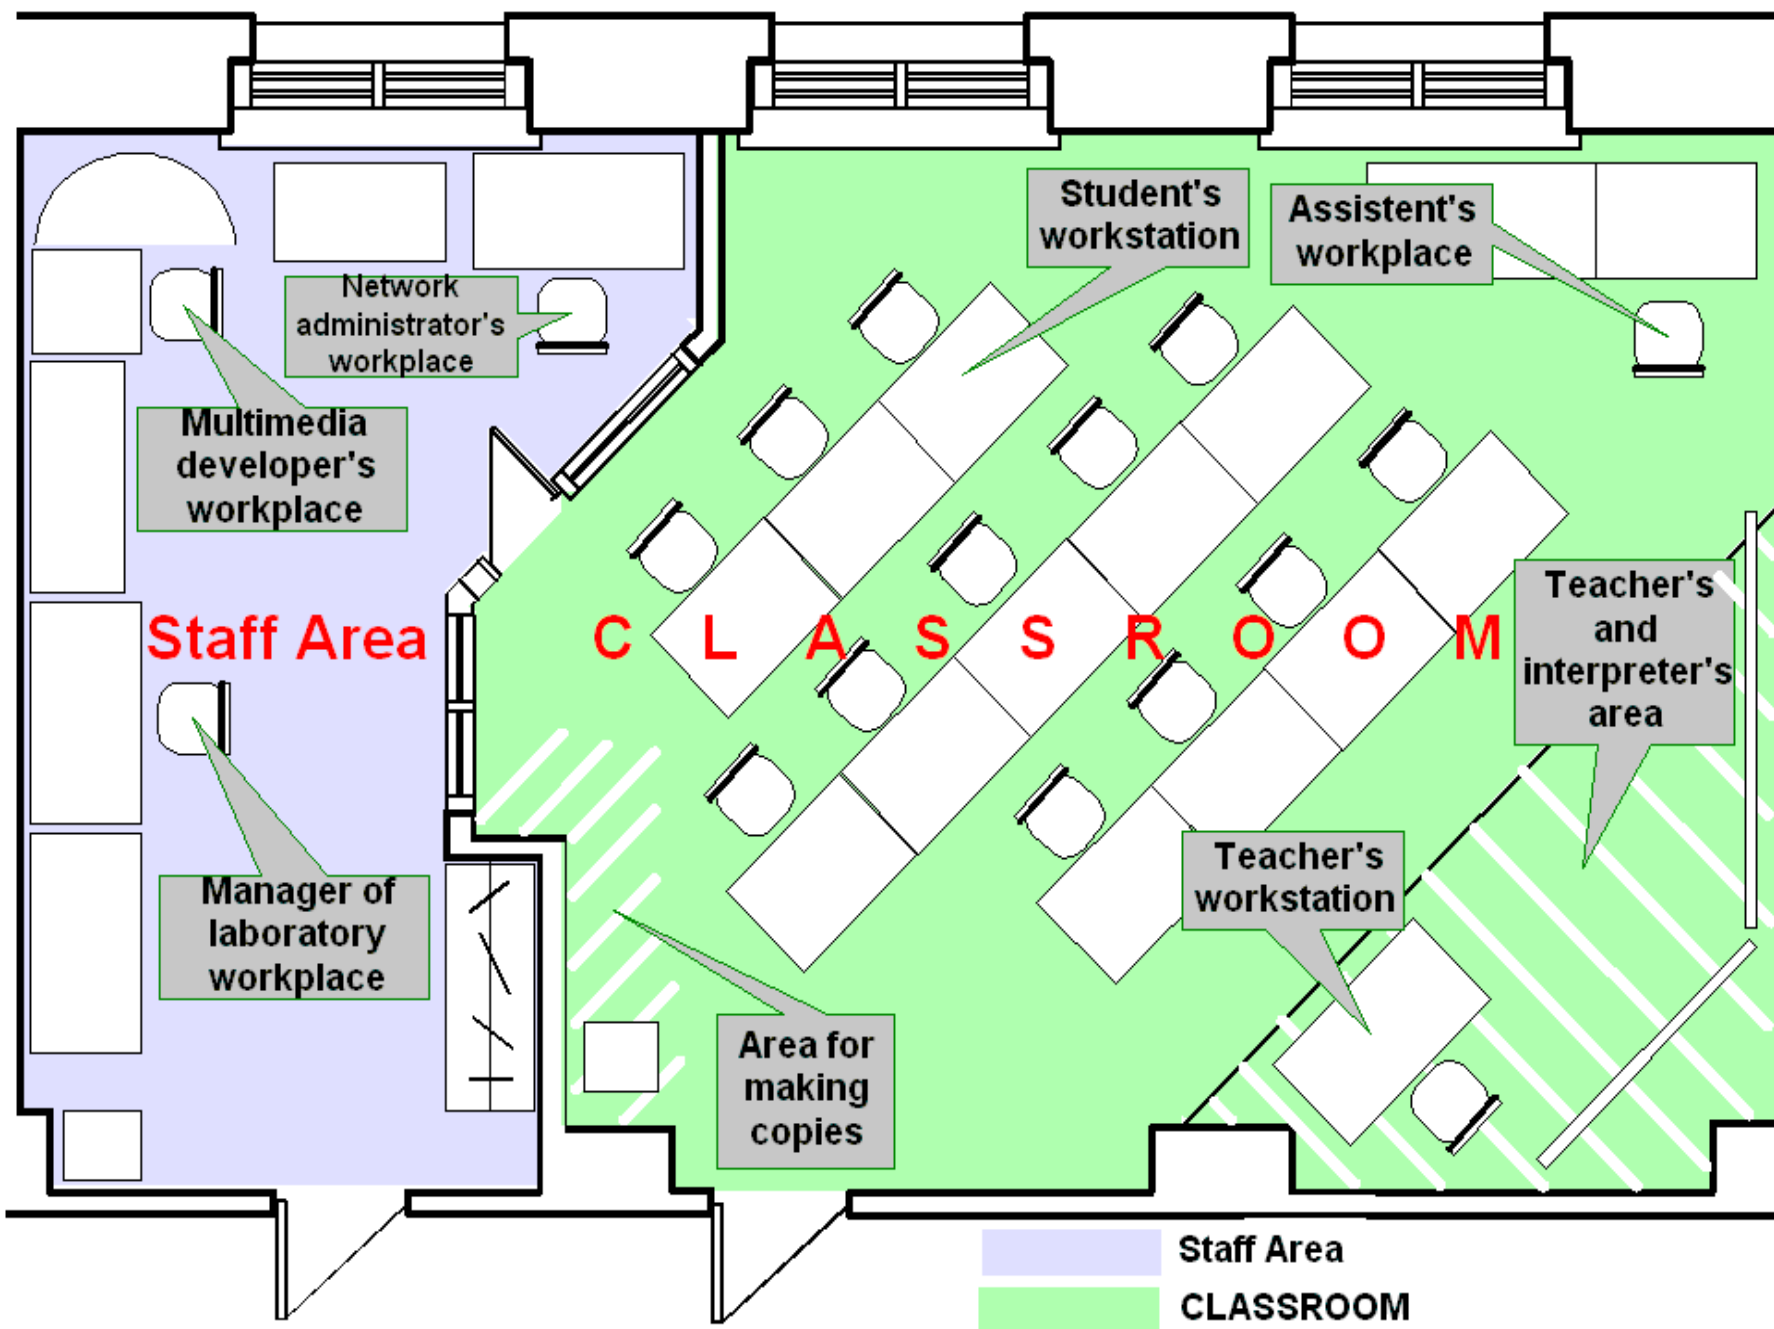 Student's
workstation
Assistent's
workplace
Network
administrator's
workplace
Multimedia
developer's
workplace
Staff Area
C L A S S R O O M
Teacher's
and
interpreter's
area
Teacher's
workstation
Manager of
laboratory
workplace
Area for
making
copies
Staff Area
CLASSROOM